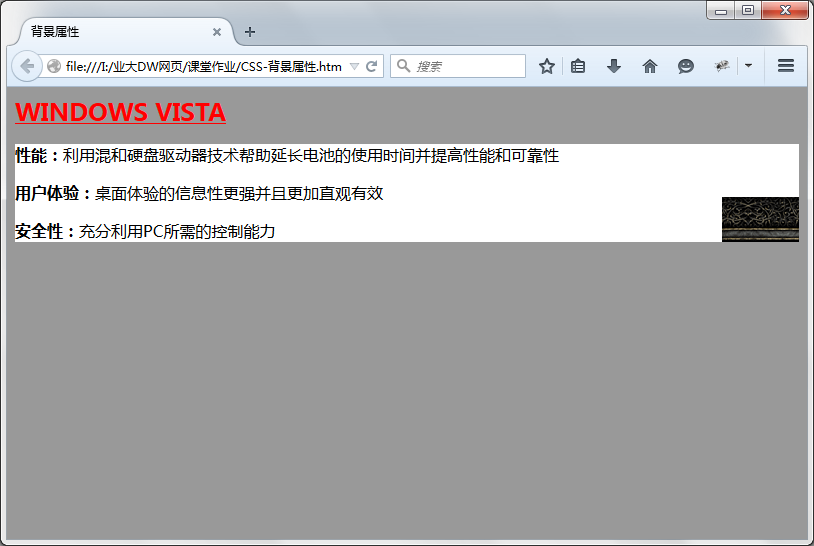 背景属性
file:///I:/业大DW网页/课堂作业/CSS-背景属性.htm
搜索
WINDOWS VISTA
性能：利用混和硬盘驱动器技术帮助延长电池的使用时间并提高性能和可靠性
用户体验：桌面体验的信息性更强并且更加直观有效
安全性：充分利用PC所需的控制能力